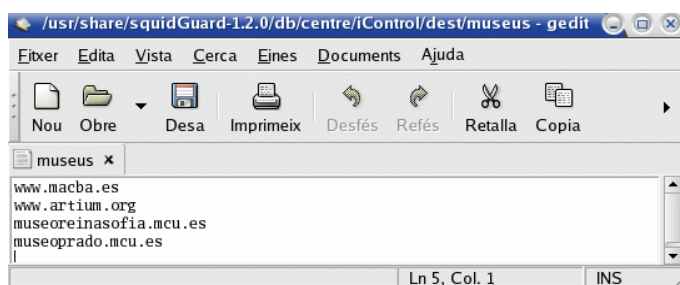 /usr/share/squidGuard-1.2.0/db/centre/iControl/dest/museus - gedit
Fitxer Edita Vista Cerca Eines Documents Ajuda
Nou Obre Desa Imprimeix Desfés Refés Retalla Copia
museus
www.macba.es
www.artium.org
museoreinasofia.mcu.es
museoprado.mcu.es
Ln 5, Col. 1 INS